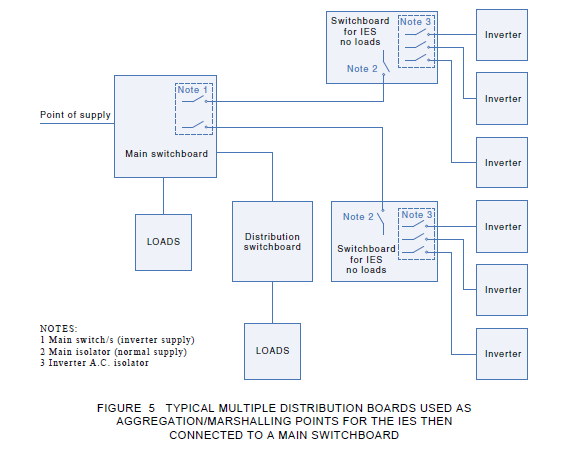 Switchboard
for IES
no loads
Note 3
Note 2
Inverter
Inverter
Inverter
Point of supply
Note 1
Main switchboard
LOADS
Distribution
switchboard
LOADS
Note 2
Note 3
Switchboard
for IES
no loads
Inverter
Inverter
Inverter
NOTES:
1 Main switch/s (inverter supply)
2 Main isolator (normal supply)
3 Inverter A.C. isolator
FIGURE 5 TYPICAL MULTIPLE DISTRIBUTION BOARDS USED AS
AGGREGATION/MARSHALLING POINTS FOR THE IES THEN
CONNECTED TO A MAIN SWITCHBOARD